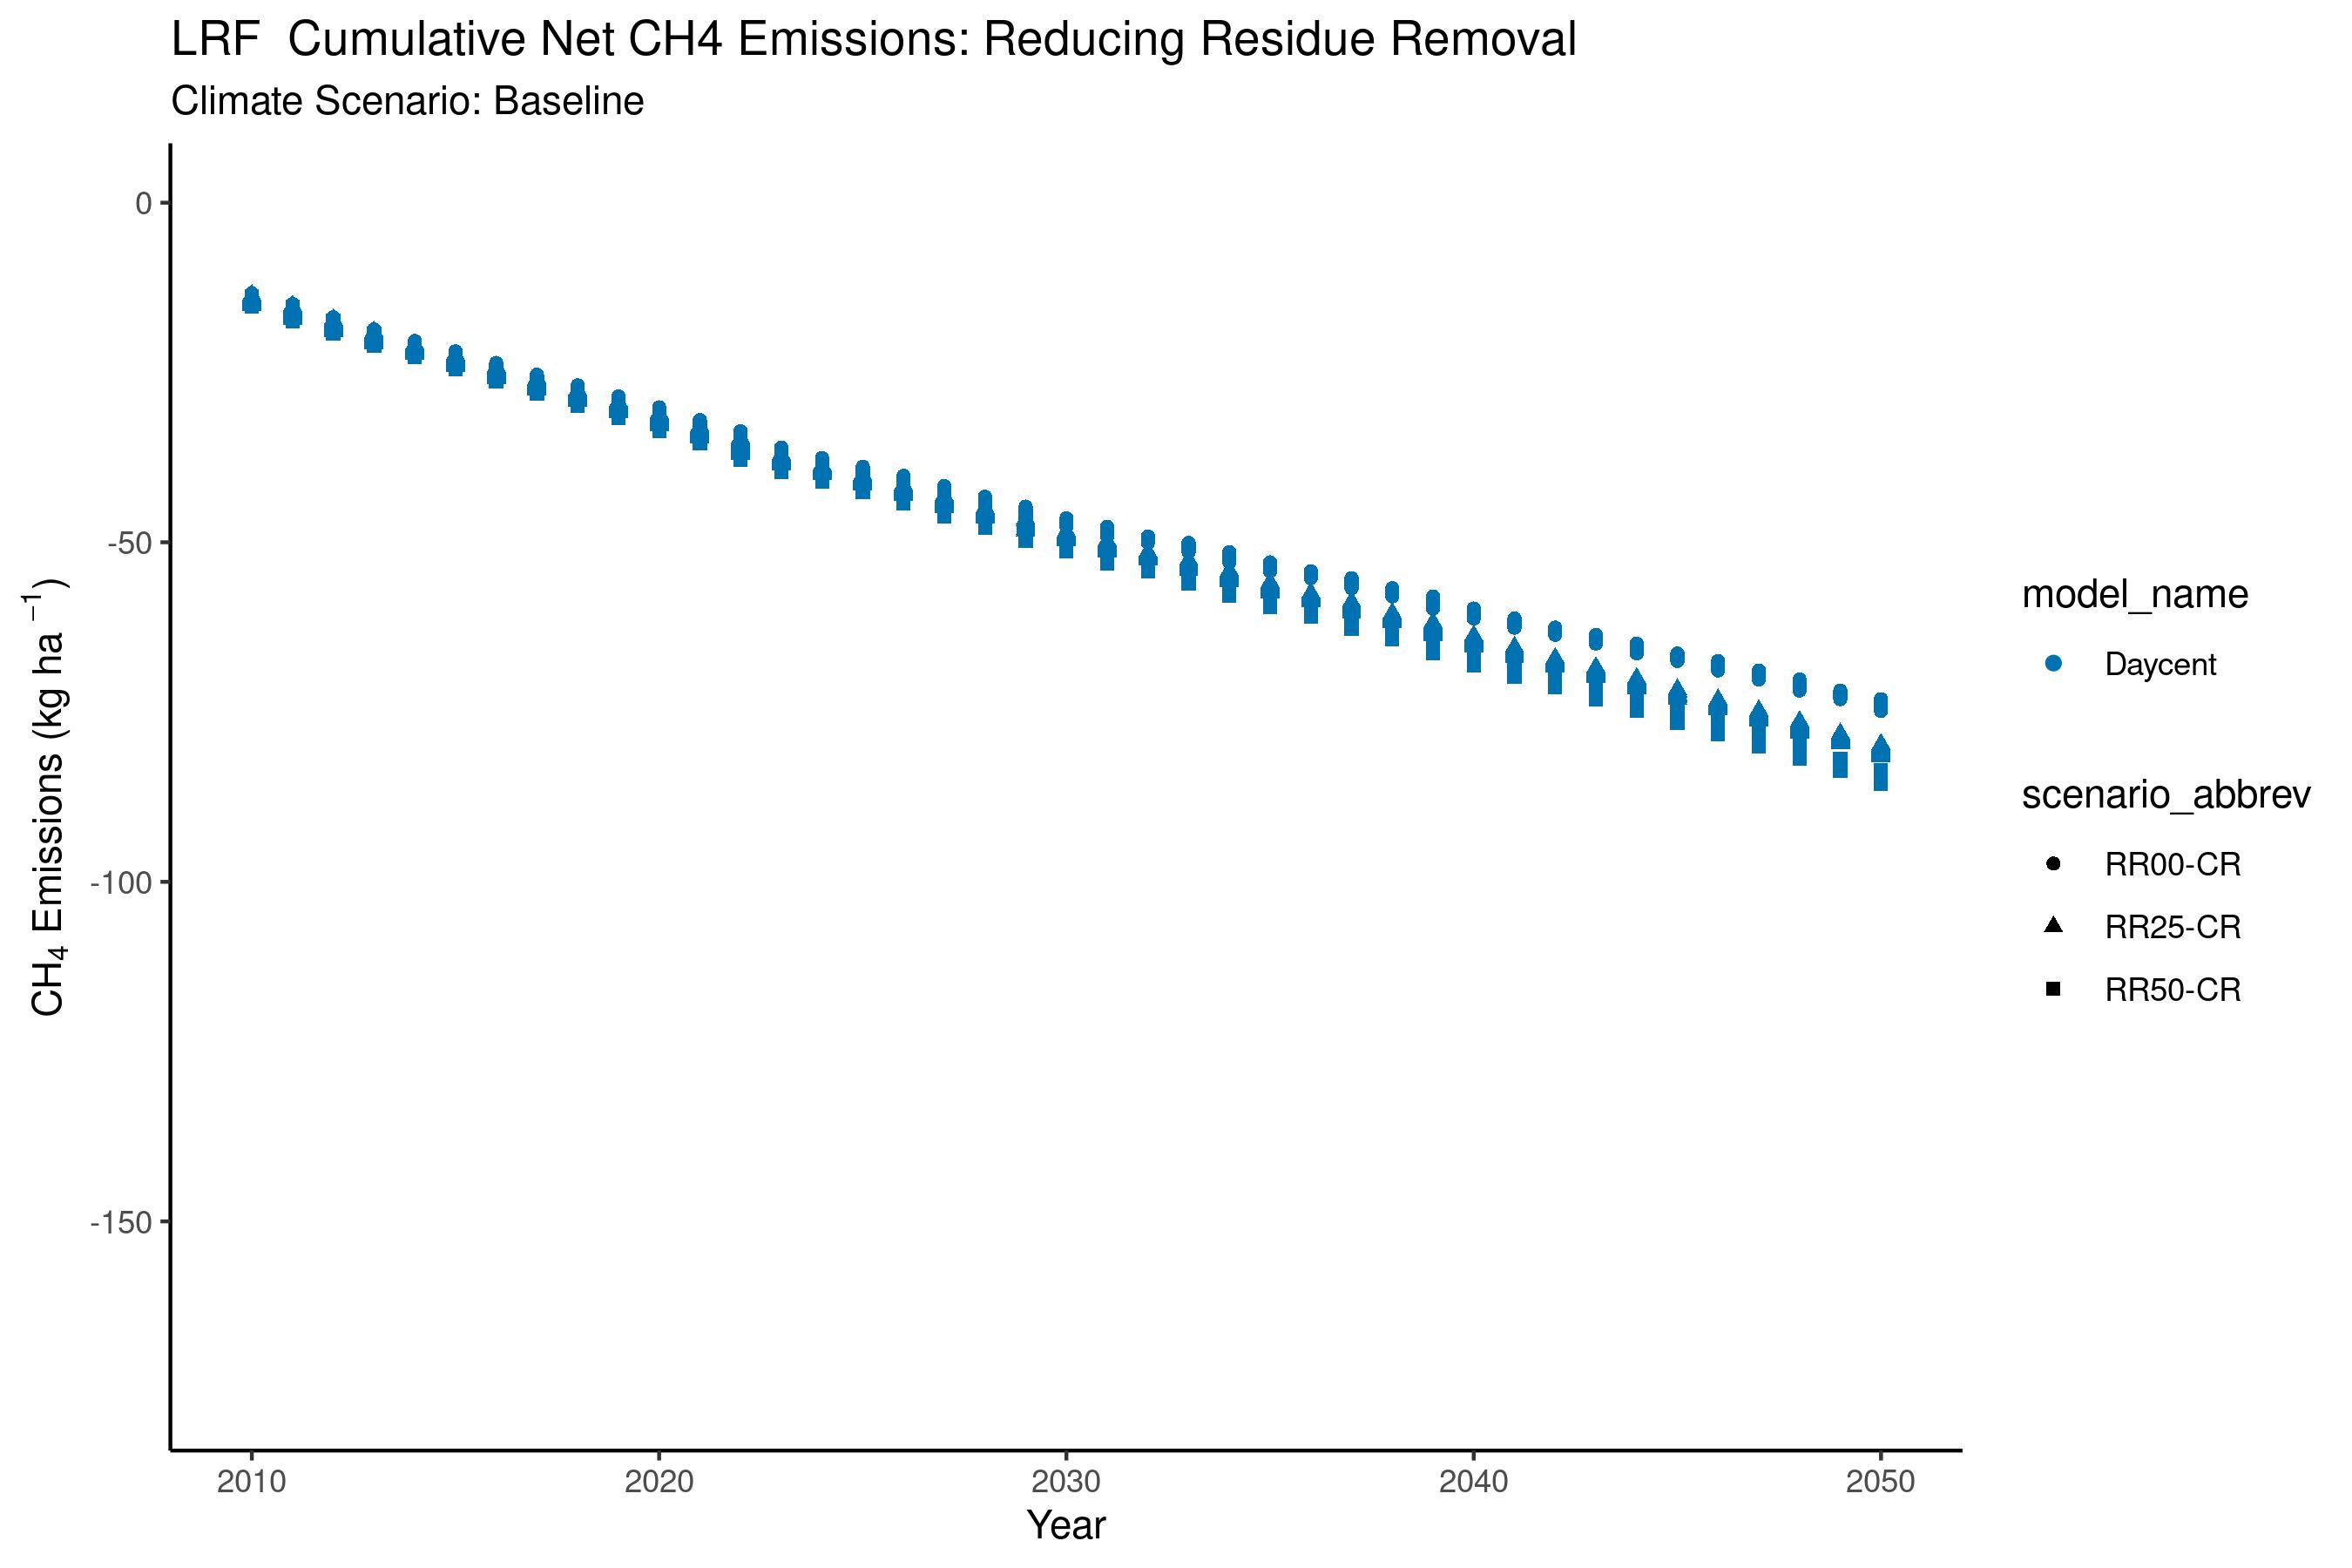 LRF  Cumulative Net CH4 Emissions: Reducing Residue Removal
Climate Scenario: Baseline
CH₄ Emissions (kg ha ⁻¹)
0
-50
-100
-150
2010
2020
2030
2040
2050
Year
model_name
Daycent
scenario_abbrev
RR00-CR
RR25-CR
RR50-CR